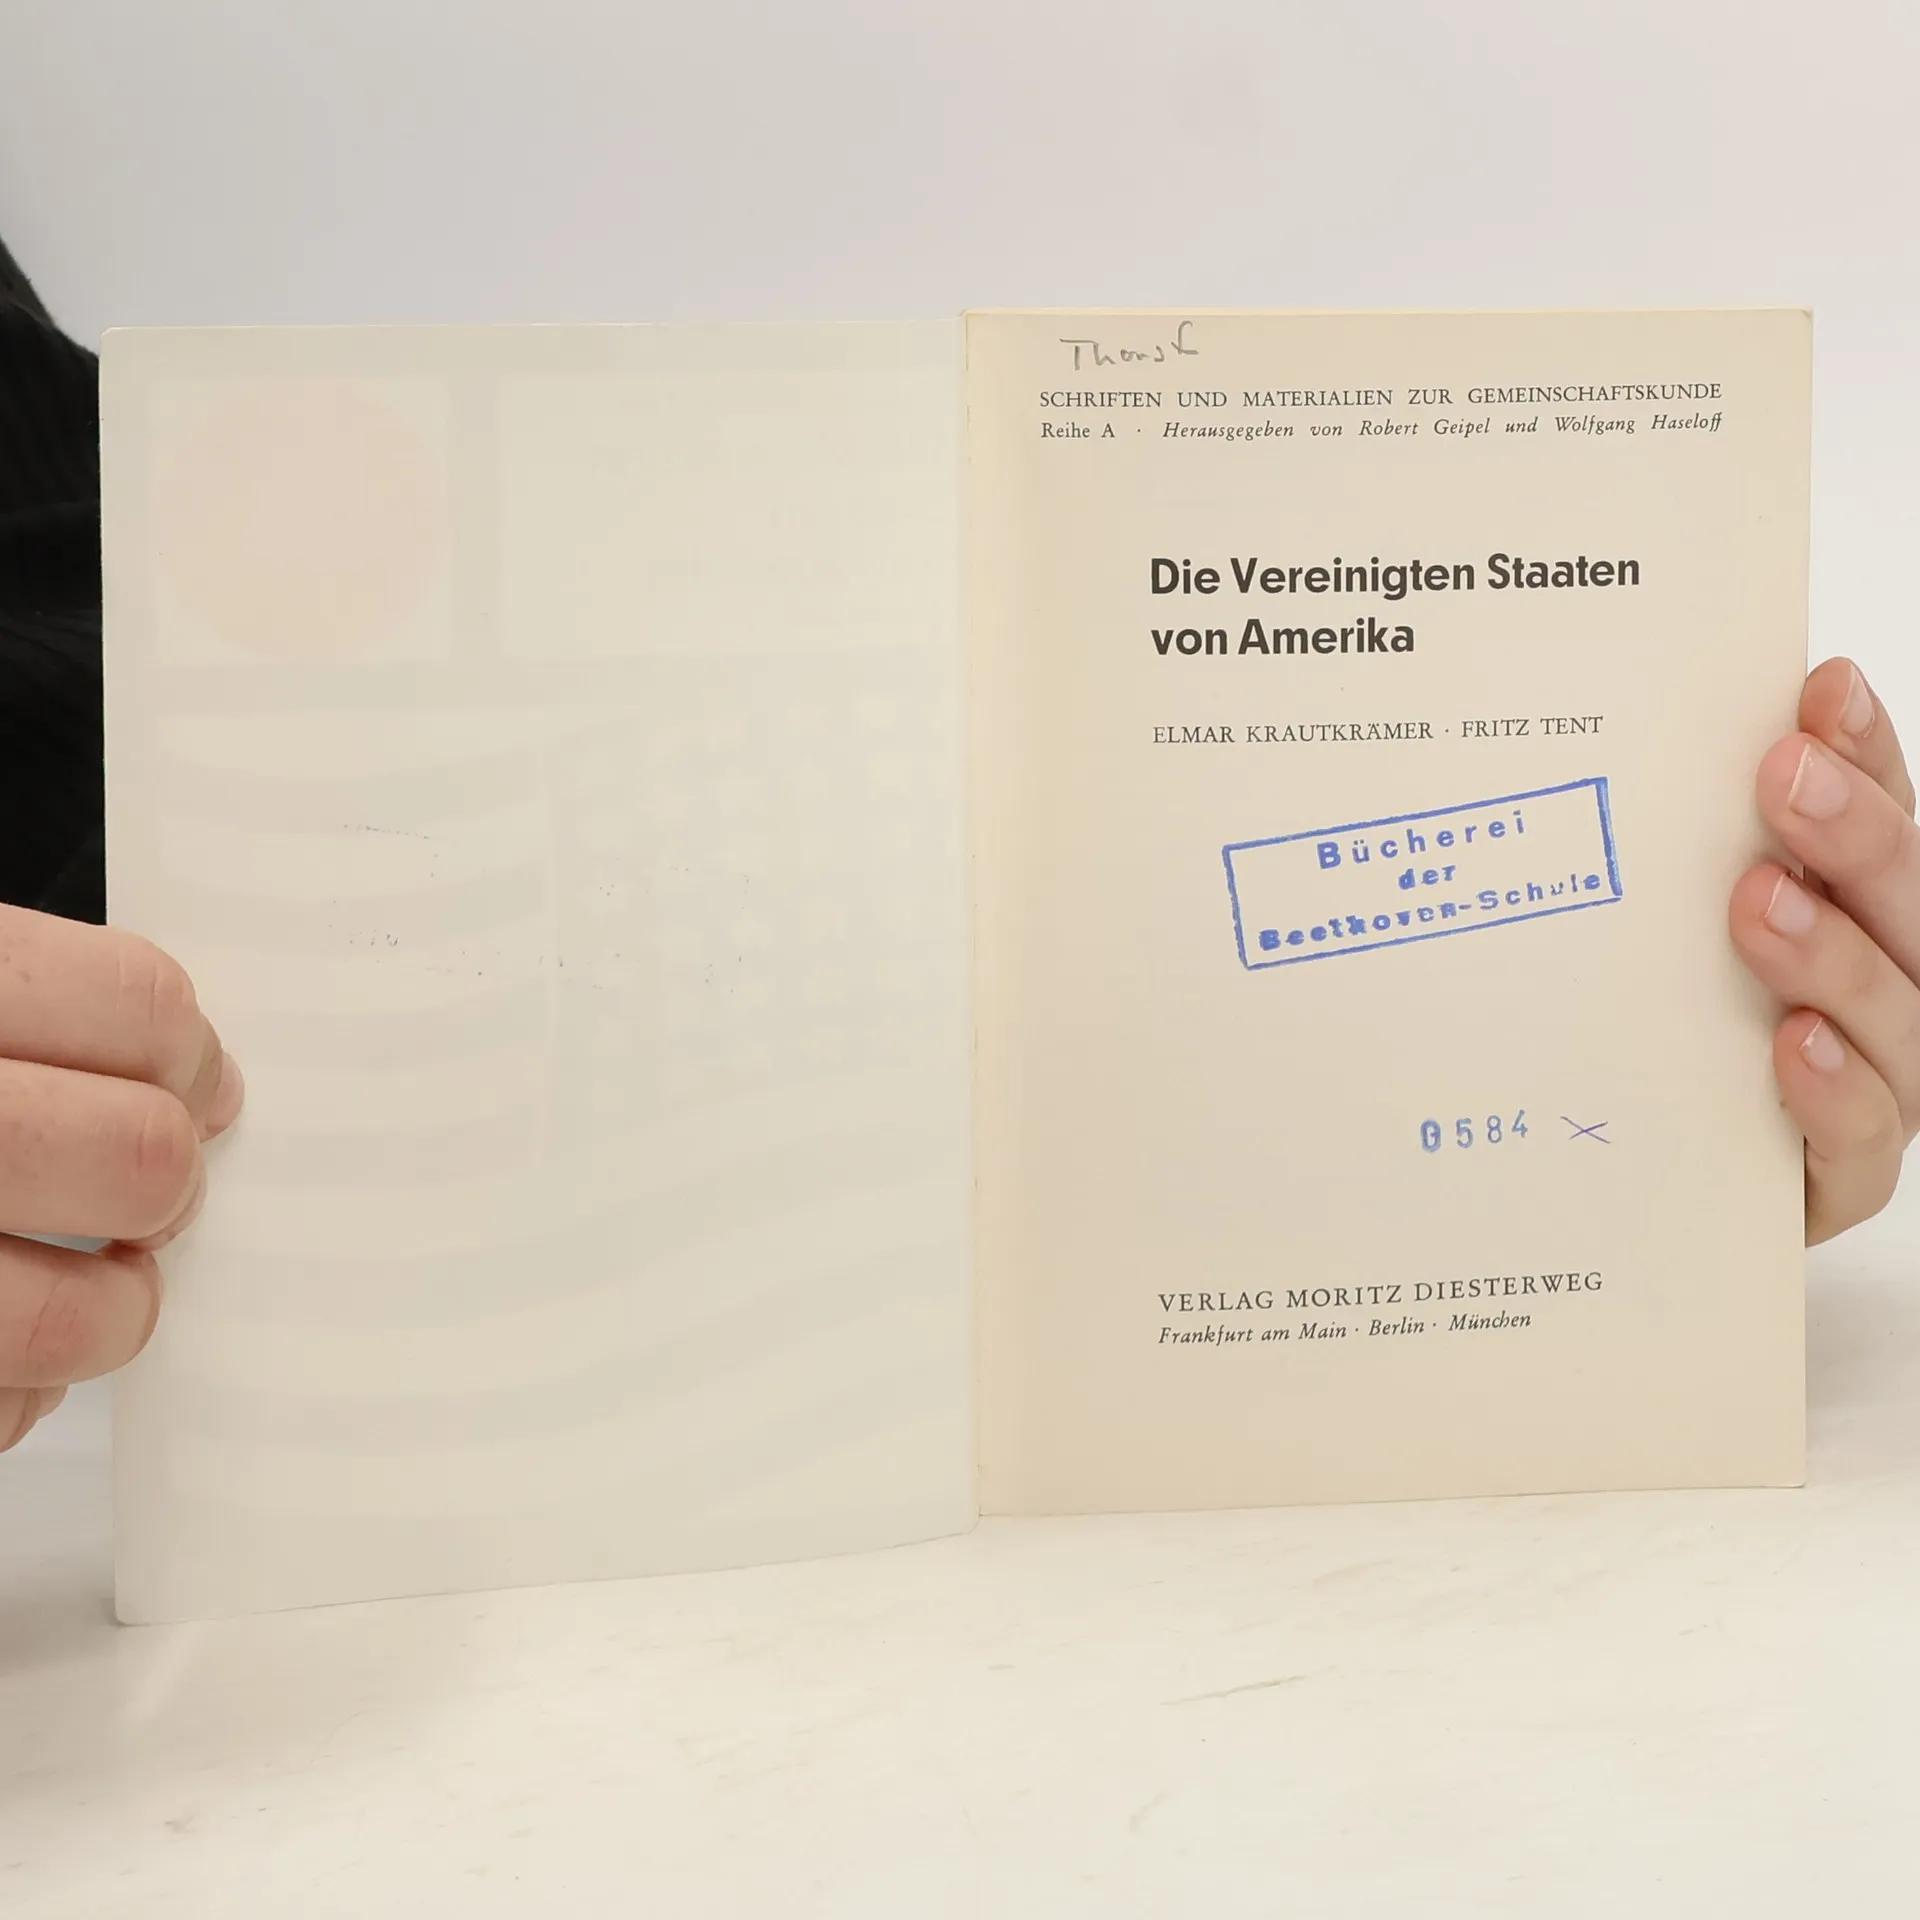 SCHRIFTEN UND MATERIALIEN ZUR GEMEINSCHAFTSKUNDE
Reihe A · Herausgegeben von Robert Geipel und Wolfgang Haseloff
Die Vereinigten Staaten
von Amerika
ELMAR KRAUTKRÄMER · FRITZ TENT
Bücherei
der
Beethoven-Schule
0584
VERLAG MORITZ DIESTERWEG
Frankfurt am Main · Berlin · München